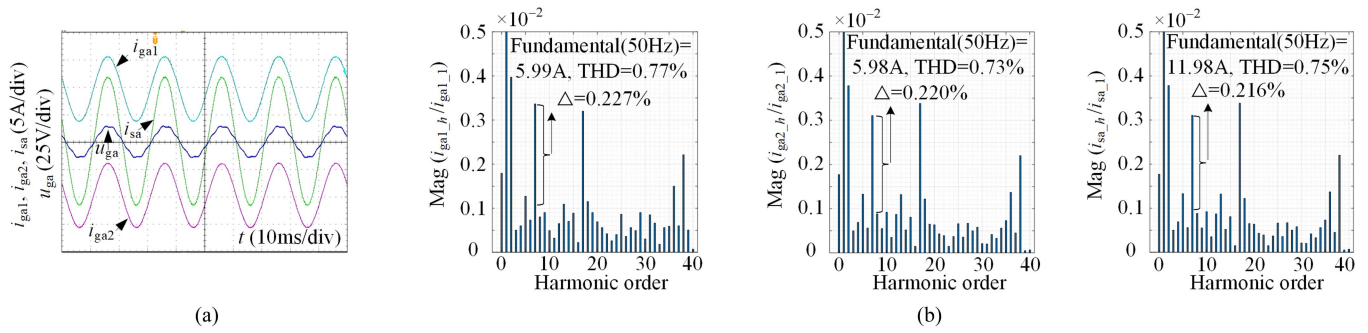 i_ga1, i_ga2, i_sa (5A/div)
u_ga (25V/div)
i_ga1
i_sa
u_ga
i_ga2
t (10ms/div)
(a)
×10⁻²
Mag (i_ga1_h/i_ga1_1)
0.5
0.4
0.3
0.2
0.1
0
Fundamental(50Hz)=
5.99A, THD=0.77%
△=0.227%
0 10 20 30 40
Harmonic order
×10⁻²
Mag (i_ga2_h/i_ga2_1)
0.5
0.4
0.3
0.2
0.1
0
Fundamental(50Hz)=
5.98A, THD=0.73%
△=0.220%
0 10 20 30 40
Harmonic order
×10⁻²
Mag (i_sa_h/i_sa_1)
0.5
0.4
0.3
0.2
0.1
0
Fundamental(50Hz)=
11.98A, THD=0.75%
△=0.216%
0 10 20 30 40
Harmonic order
(b)